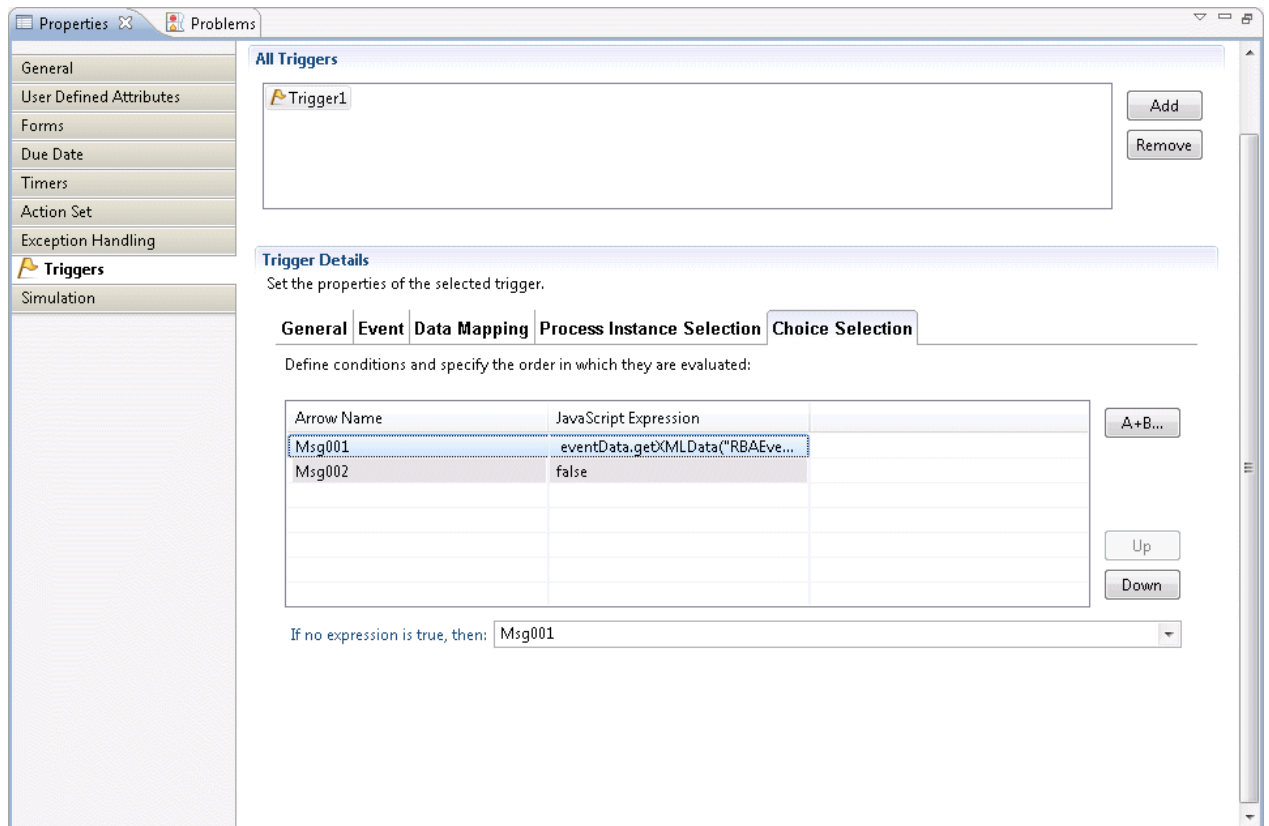 Properties Problems
General
User Defined Attributes
Forms
Due Date
Timers
Action Set
Exception Handling
Triggers
Simulation
All Triggers
Trigger1
Add
Remove
Trigger Details
Set the properties of the selected trigger.
General Event Data Mapping Process Instance Selection Choice Selection
Define conditions and specify the order in which they are evaluated:
Arrow Name JavaScript Expression
Msg001 eventData.getXMLData("RBAEve...
Msg002 false
A+B...
Up
Down
If no expression is true, then: Msg001